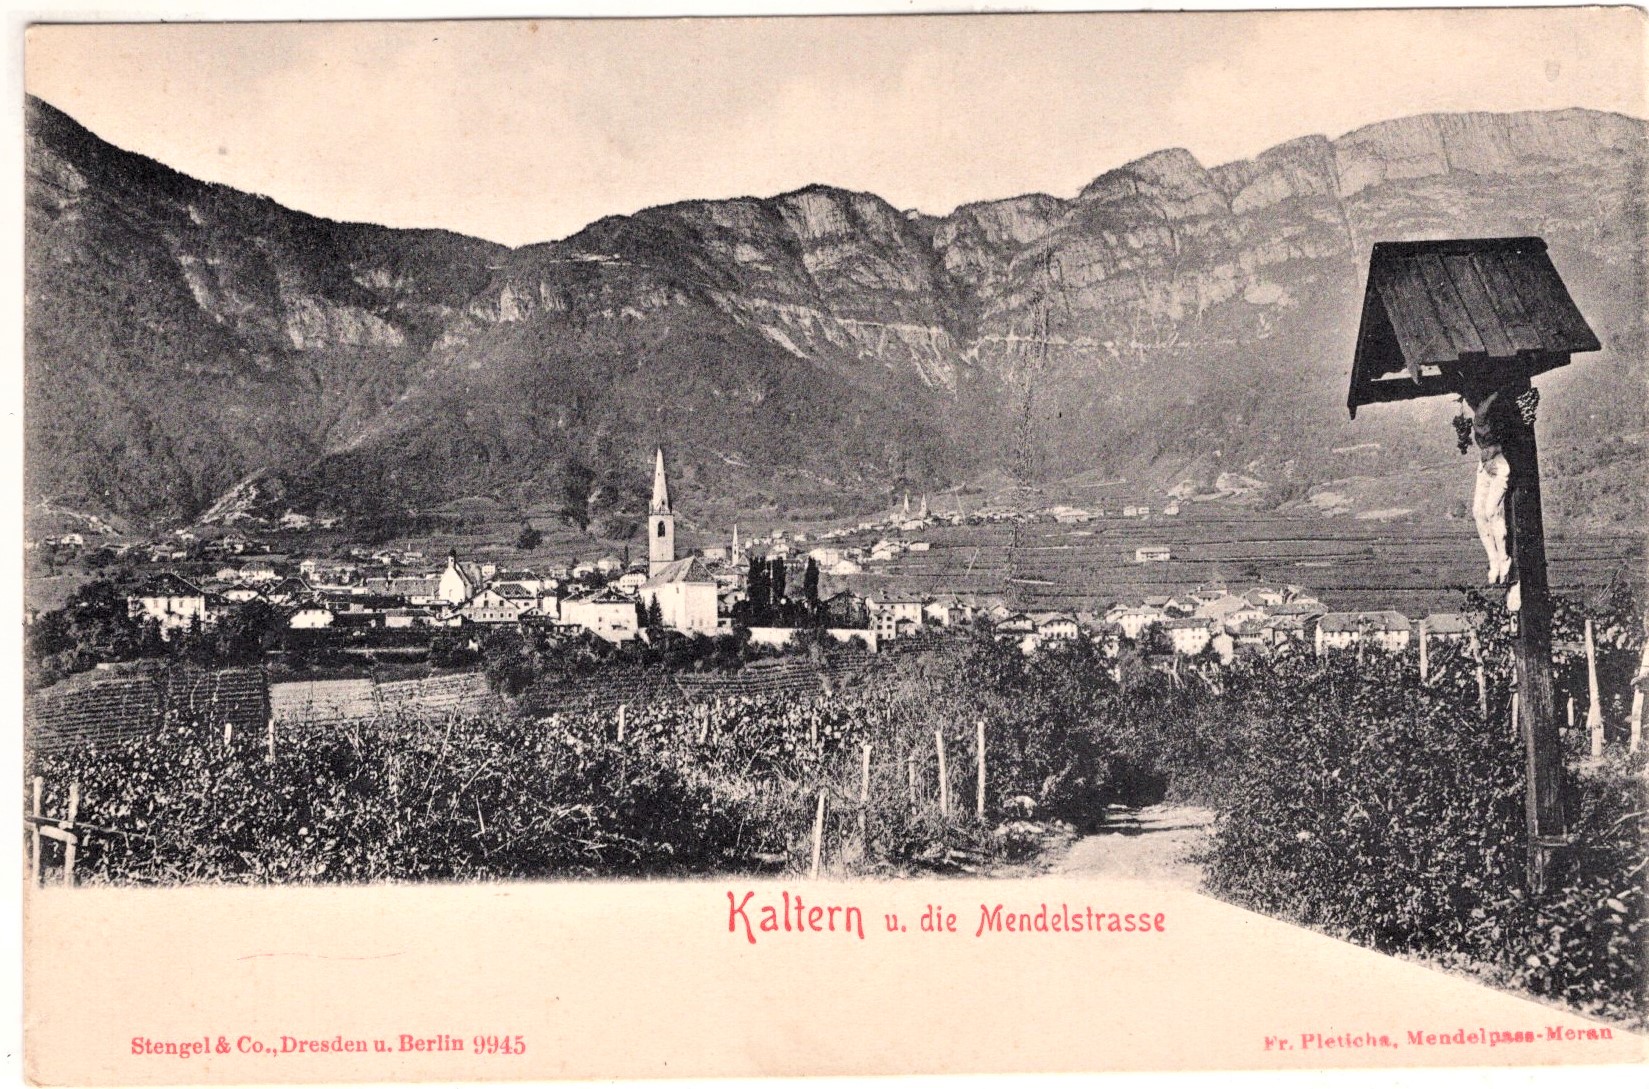 Kaltern u. die Mendelstrasse
Stengel & Co., Dresden u. Berlin 9945
Fr. Pleticha, Mendelpass-Meran